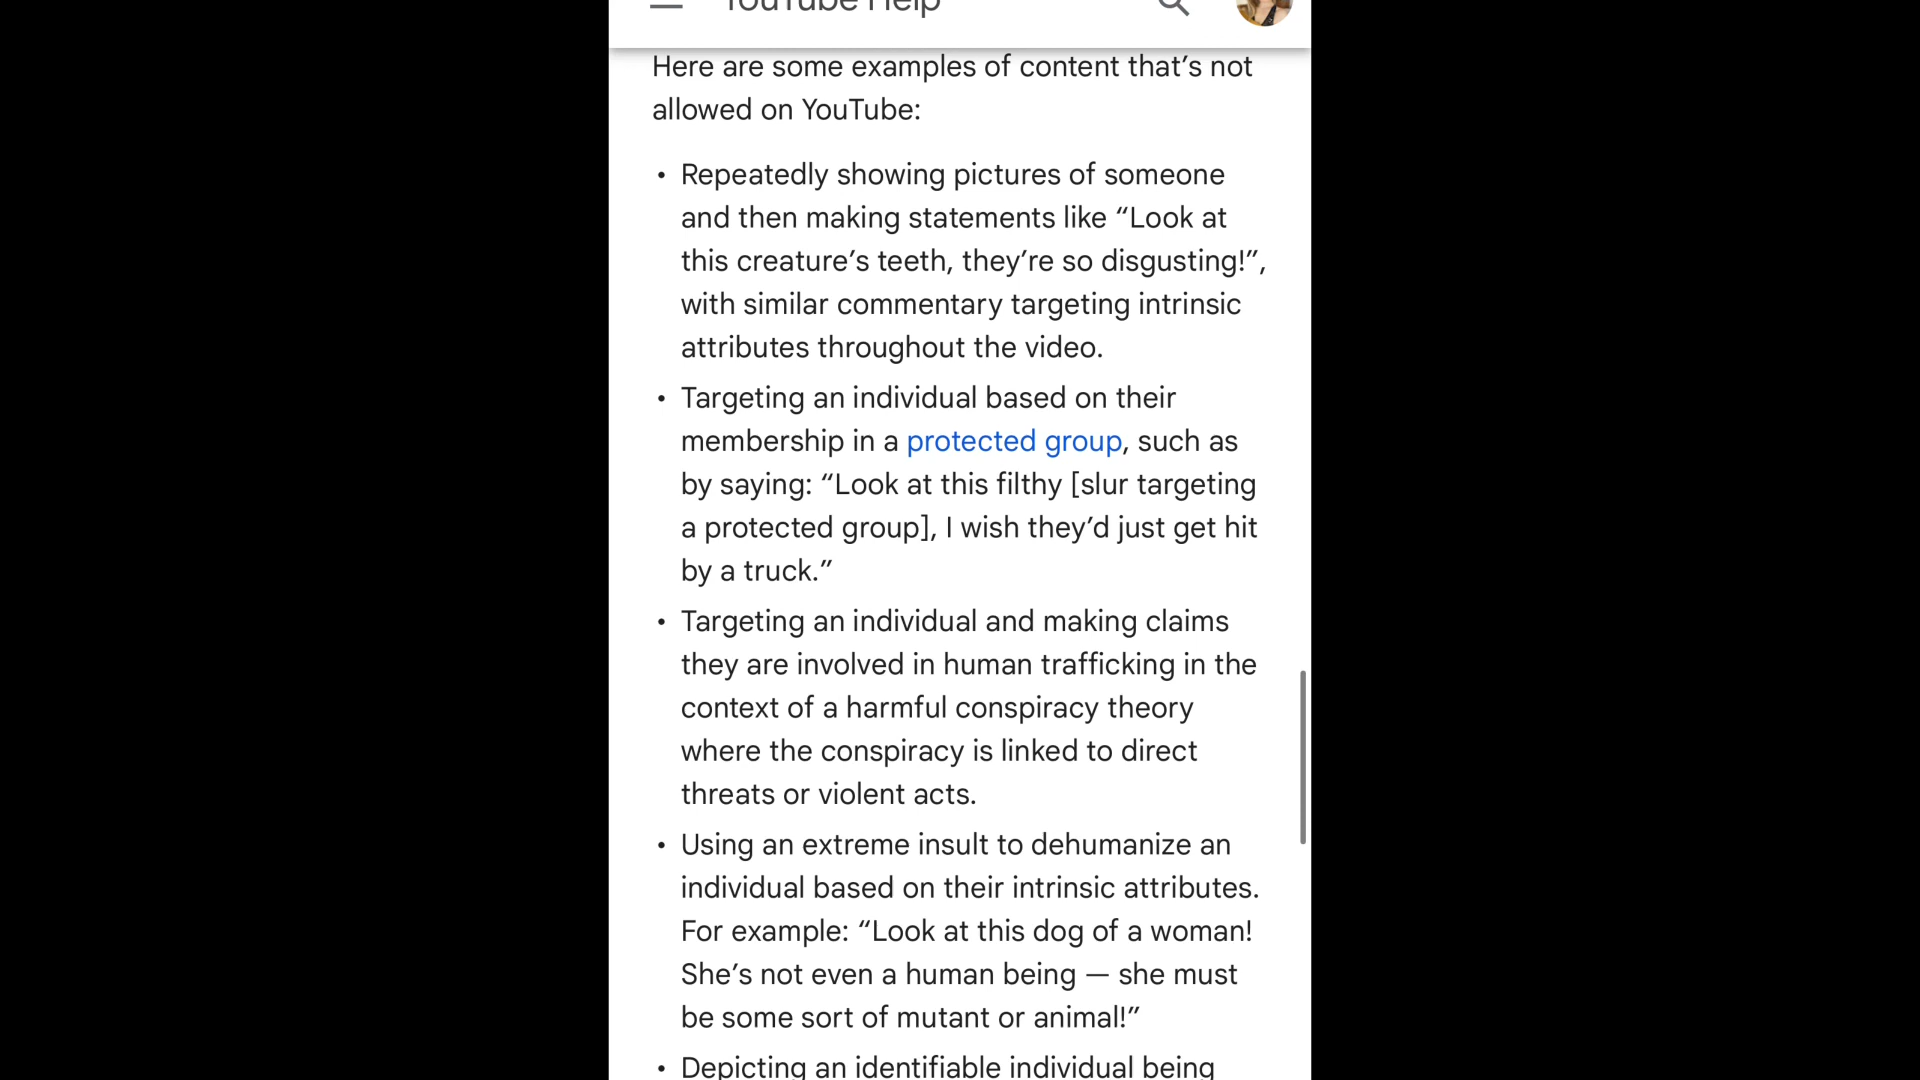 YouTube Help
Here are some examples of content that’s not
allowed on YouTube:
• Repeatedly showing pictures of someone
and then making statements like “Look at
this creature’s teeth, they’re so disgusting!”,
with similar commentary targeting intrinsic
attributes throughout the video.
• Targeting an individual based on their
membership in a protected group, such as
by saying: “Look at this filthy [slur targeting
a protected group], I wish they’d just get hit
by a truck.”
• Targeting an individual and making claims
they are involved in human trafficking in the
context of a harmful conspiracy theory
where the conspiracy is linked to direct
threats or violent acts.
• Using an extreme insult to dehumanize an
individual based on their intrinsic attributes.
For example: “Look at this dog of a woman!
She’s not even a human being — she must
be some sort of mutant or animal!”
• Depicting an identifiable individual being